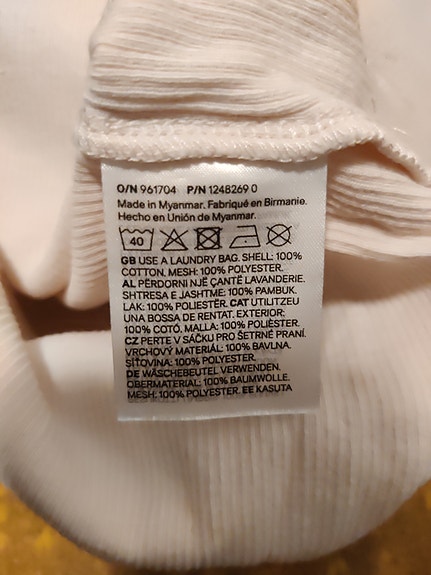 O/N 961704 P/N 1248269 0
Made in Myanmar. Fabriqué en Birmanie.
Hecho en Unión de Myanmar.
40
GB USE A LAUNDRY BAG. SHELL: 100%
COTTON. MESH: 100% POLYESTER.
AL PËRDORNI NJË ÇANTË LAVANDERIE.
SHTRESA E JASHTME: 100% PAMBUK.
LAK: 100% POLIESTËR. CAT UTILITZEU
UNA BOSSA DE RENTAT. EXTERIOR:
100% COTÓ. MALLA: 100% POLIÈSTER.
CZ PERTE V SÁČKU PRO ŠETRNÉ PRANÍ.
VRCHOVÝ MATERIÁL: 100% BAVLNA.
SÍŤOVINA: 100% POLYESTER.
DE WÄSCHEBEUTEL VERWENDEN.
OBERMATERIAL: 100% BAUMWOLLE.
MESH: 100% POLYESTER. EE KASUTA